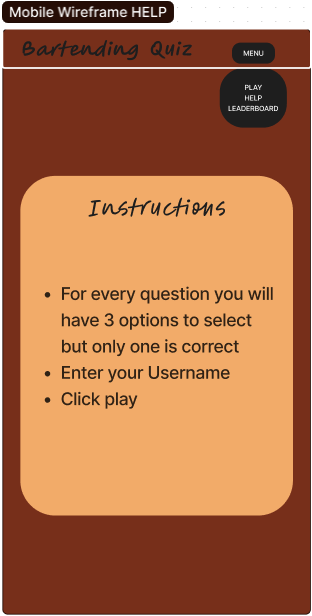 Mobile Wireframe HELP
Bartending Quiz
MENU
PLAY
HELP
LEADERBOARD
Instructions
• For every question you will
have 3 options to select
but only one is correct
• Enter your Username
• Click play